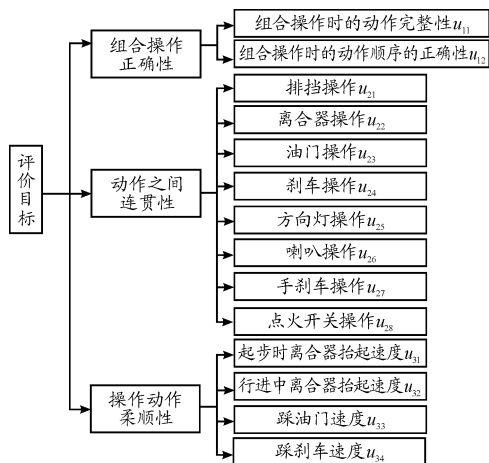 评价目标
组合操作
正确性
动作之间
连贯性
操作动作
柔顺性
组合操作时的动作完整性u11
组合操作时的动作顺序的正确性u12
排挡操作u21
离合器操作u22
油门操作u23
刹车操作u24
方向灯操作u25
喇叭操作u26
手刹车操作u27
点火开关操作u28
起步时离合器抬起速度u31
行进中离合器抬起速度u32
踩油门速度u33
踩刹车速度u34